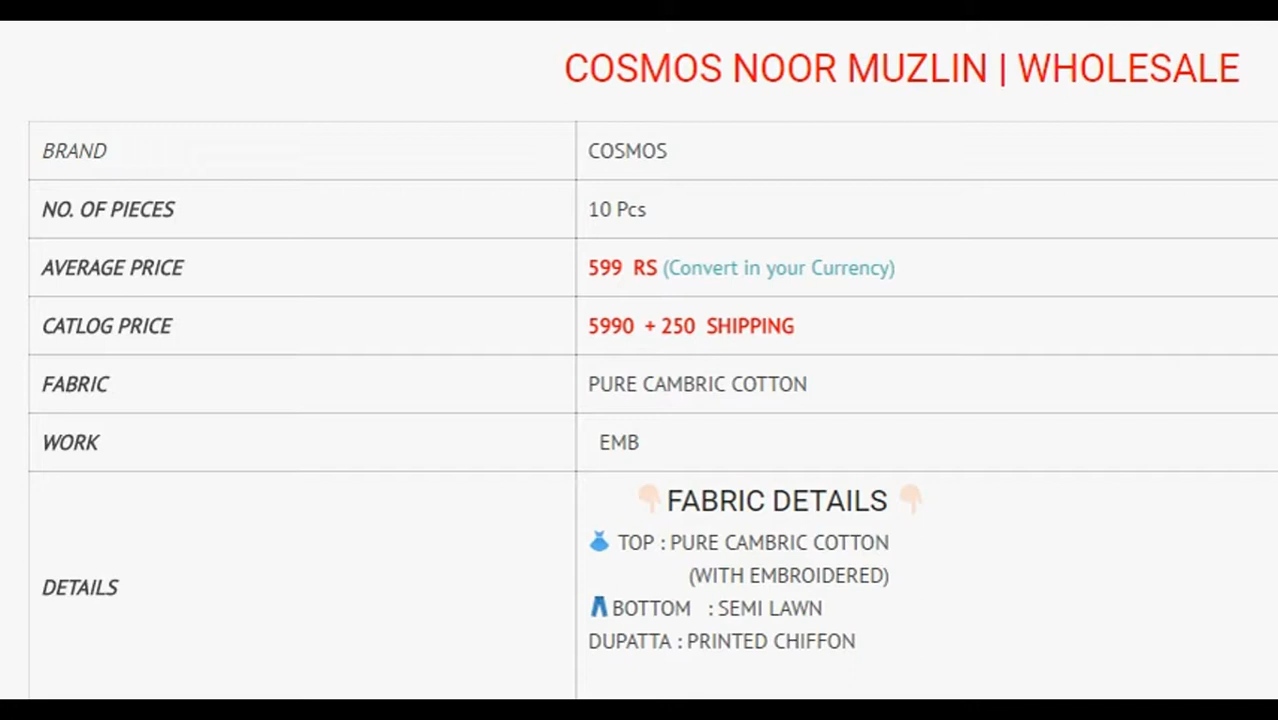 COSMOS NOOR MUZLIN | WHOLESALE
BRAND COSMOS
NO. OF PIECES 10 Pcs
AVERAGE PRICE 599 RS (Convert in your Currency)
CATLOG PRICE 5990 + 250 SHIPPING
FABRIC PURE CAMBRIC COTTON
WORK EMB
👇🏻FABRIC DETAILS 👇🏻
👗 TOP : PURE CAMBRIC COTTON
(WITH EMBROIDERED)
DETAILS
👖BOTTOM : SEMI LAWN
DUPATTA : PRINTED CHIFFON